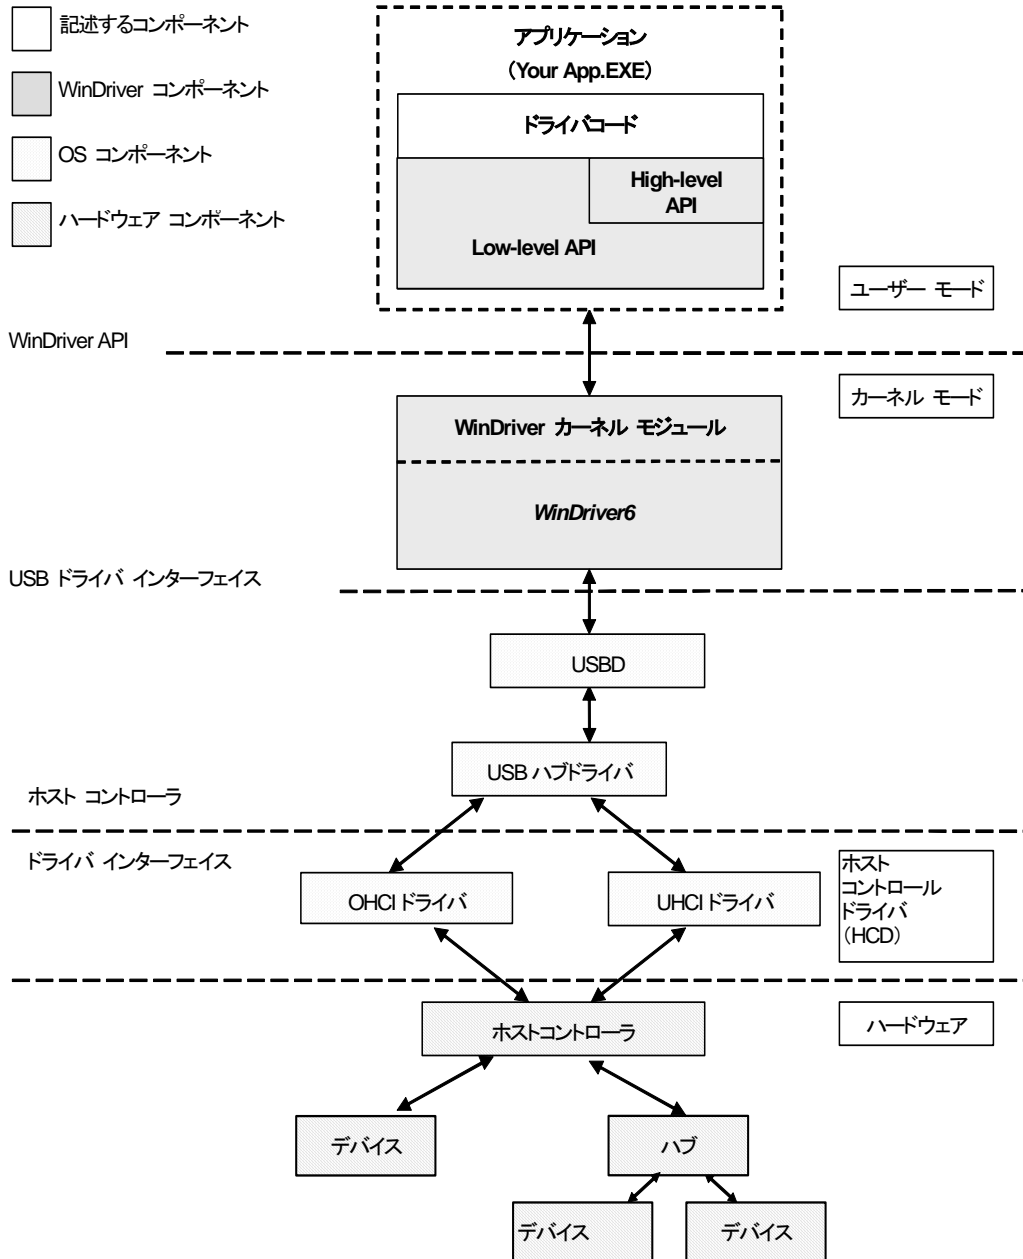 記述するコンポーネント
WinDriver コンポーネント
OS コンポーネント
ハードウェア コンポーネント
アプリケーション
（Your App.EXE）
ドライバコード
High-level
API
Low-level API
ユーザー モード
WinDriver API
カーネル モード
WinDriver カーネル モジュール
WinDriver6
USB ドライバ インターフェイス
USBD
USB ハブドライバ
ホスト コントローラ
ドライバ インターフェイス
OHCI ドライバ
UHCI ドライバ
ホスト
コントロール
ドライバ
（HCD）
ホストコントローラ
ハードウェア
デバイス
ハブ
デバイス
デバイス